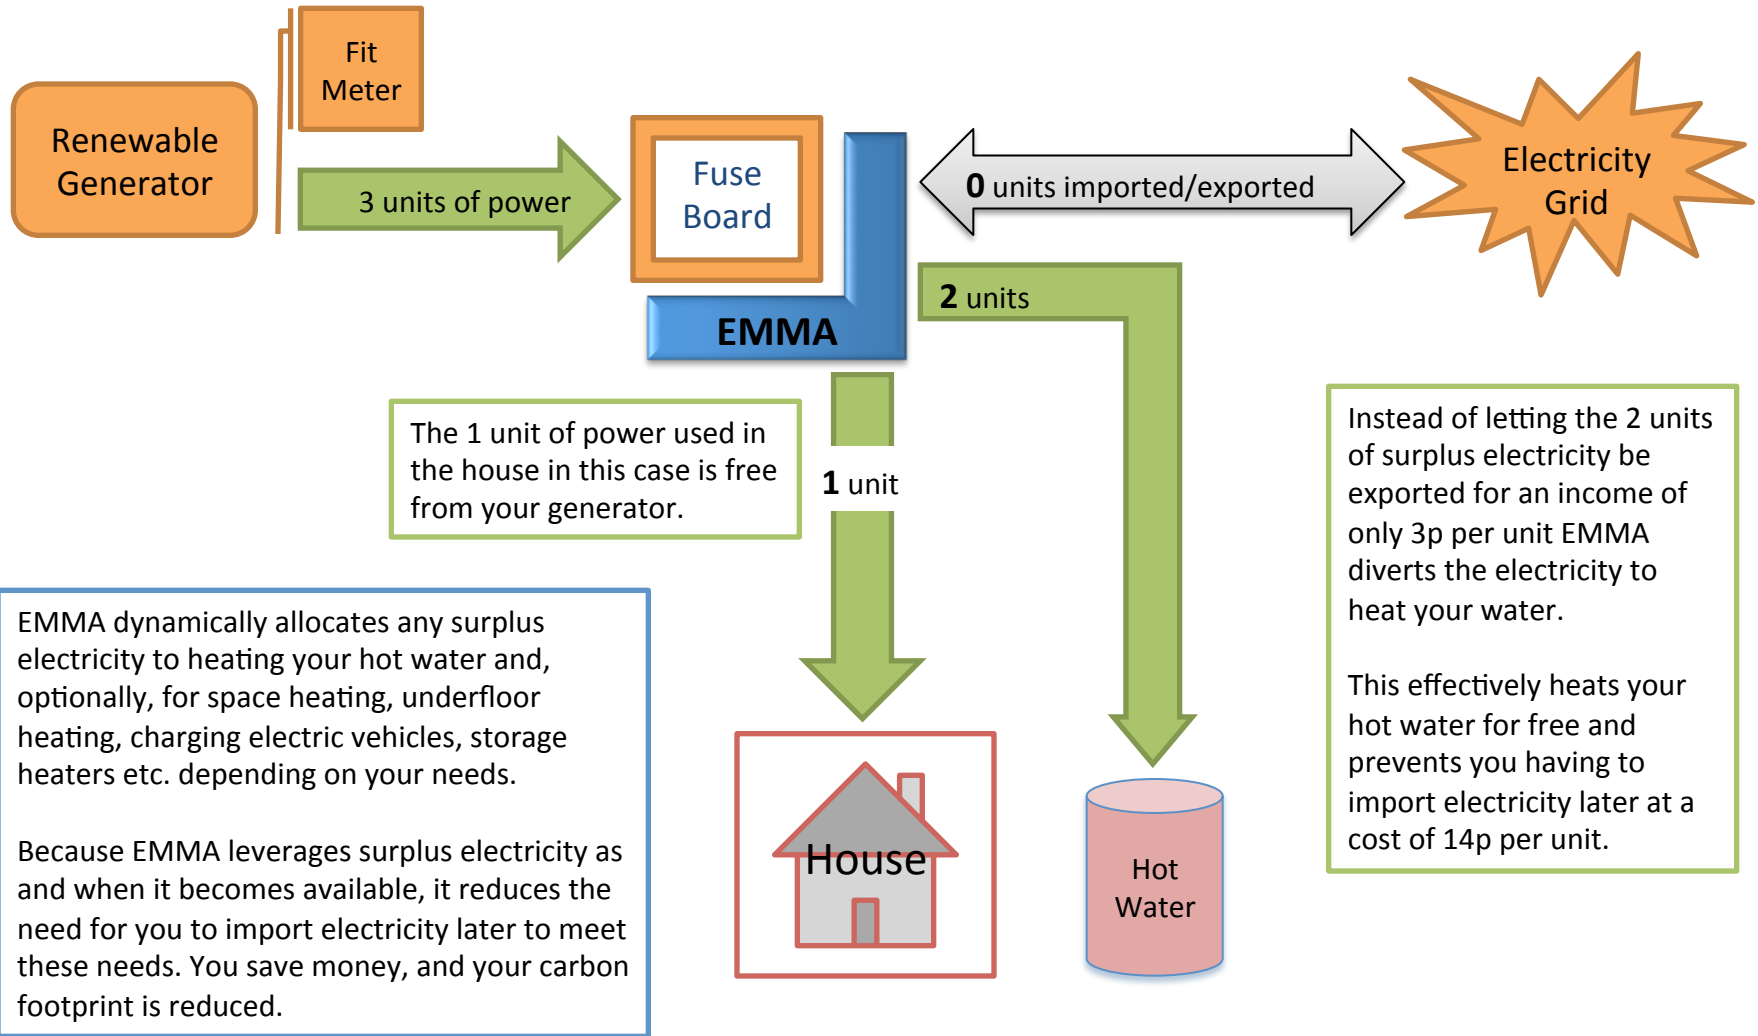 Fit
Meter
Renewable
Generator
3 units of power
Fuse
Board
EMMA
0 units imported/exported
Electricity
Grid
2 units
The 1 unit of power used in
the house in this case is free
from your generator.
1 unit
Instead of letting the 2 units
of surplus electricity be
exported for an income of
only 3p per unit EMMA
diverts the electricity to
heat your water.
This effectively heats your
hot water for free and
prevents you having to
import electricity later at a
cost of 14p per unit.
EMMA dynamically allocates any surplus
electricity to heating your hot water and,
optionally, for space heating, underfloor
heating, charging electric vehicles, storage
heaters etc. depending on your needs.
Because EMMA leverages surplus electricity as
and when it becomes available, it reduces the
need for you to import electricity later to meet
these needs. You save money, and your carbon
footprint is reduced.
House
Hot
Water